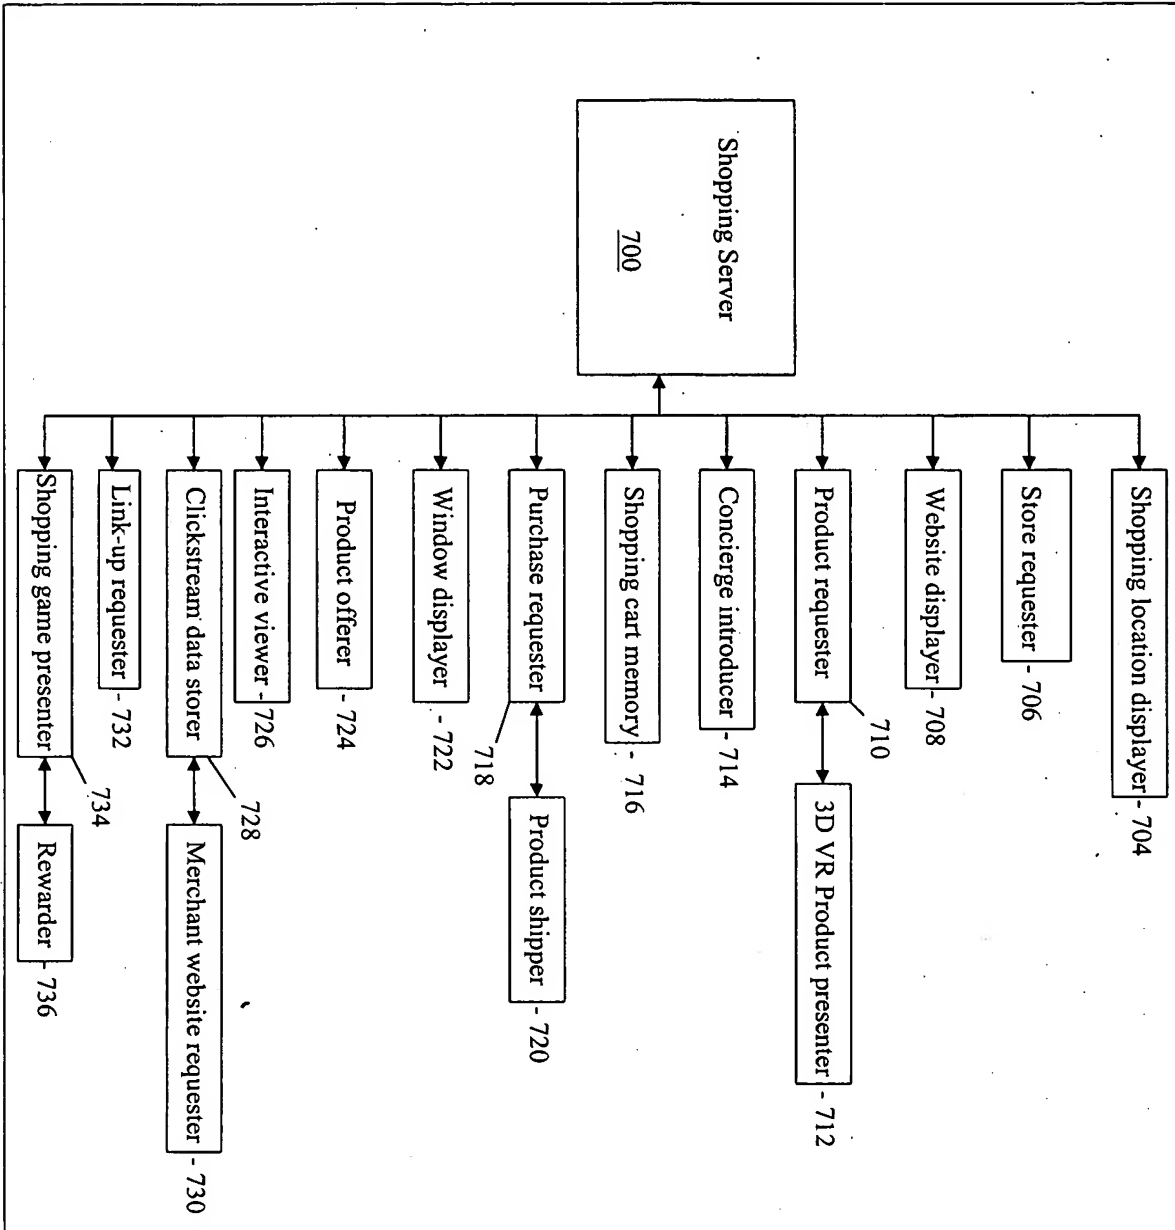 Shopping Server
700
Shopping location displayer - 704
Store requester - 706
Website displayer - 708
Product requester
710
3D VR Product presenter - 712
Concierge introducer - 714
Shopping cart memory - 716
Purchase requester
718
Product shipper - 720
Window displayer - 722
Product offerer - 724
Interactive viewer - 726
Clickstream data storer
728
Merchant website requester - 730
Link-up requester - 732
Shopping game presenter
734
Rewarder - 736